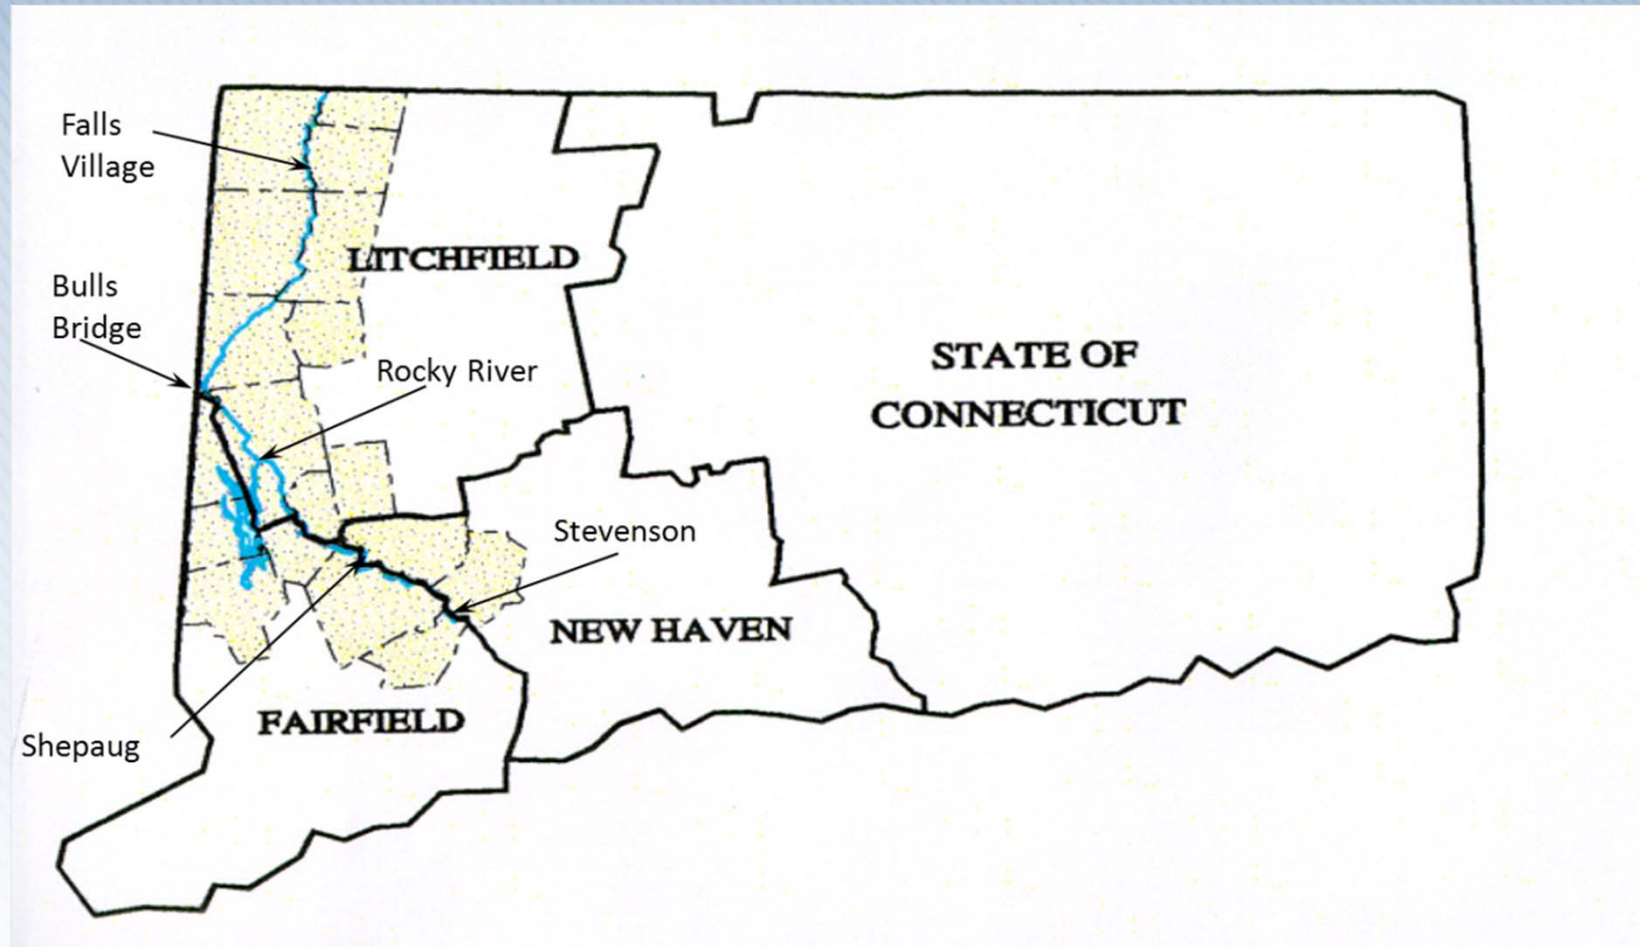 Falls
Village
LITCHFIELD
Bulls
Bridge
Rocky River
STATE OF
CONNECTICUT
Stevenson
NEW HAVEN
FAIRFIELD
Shepaug